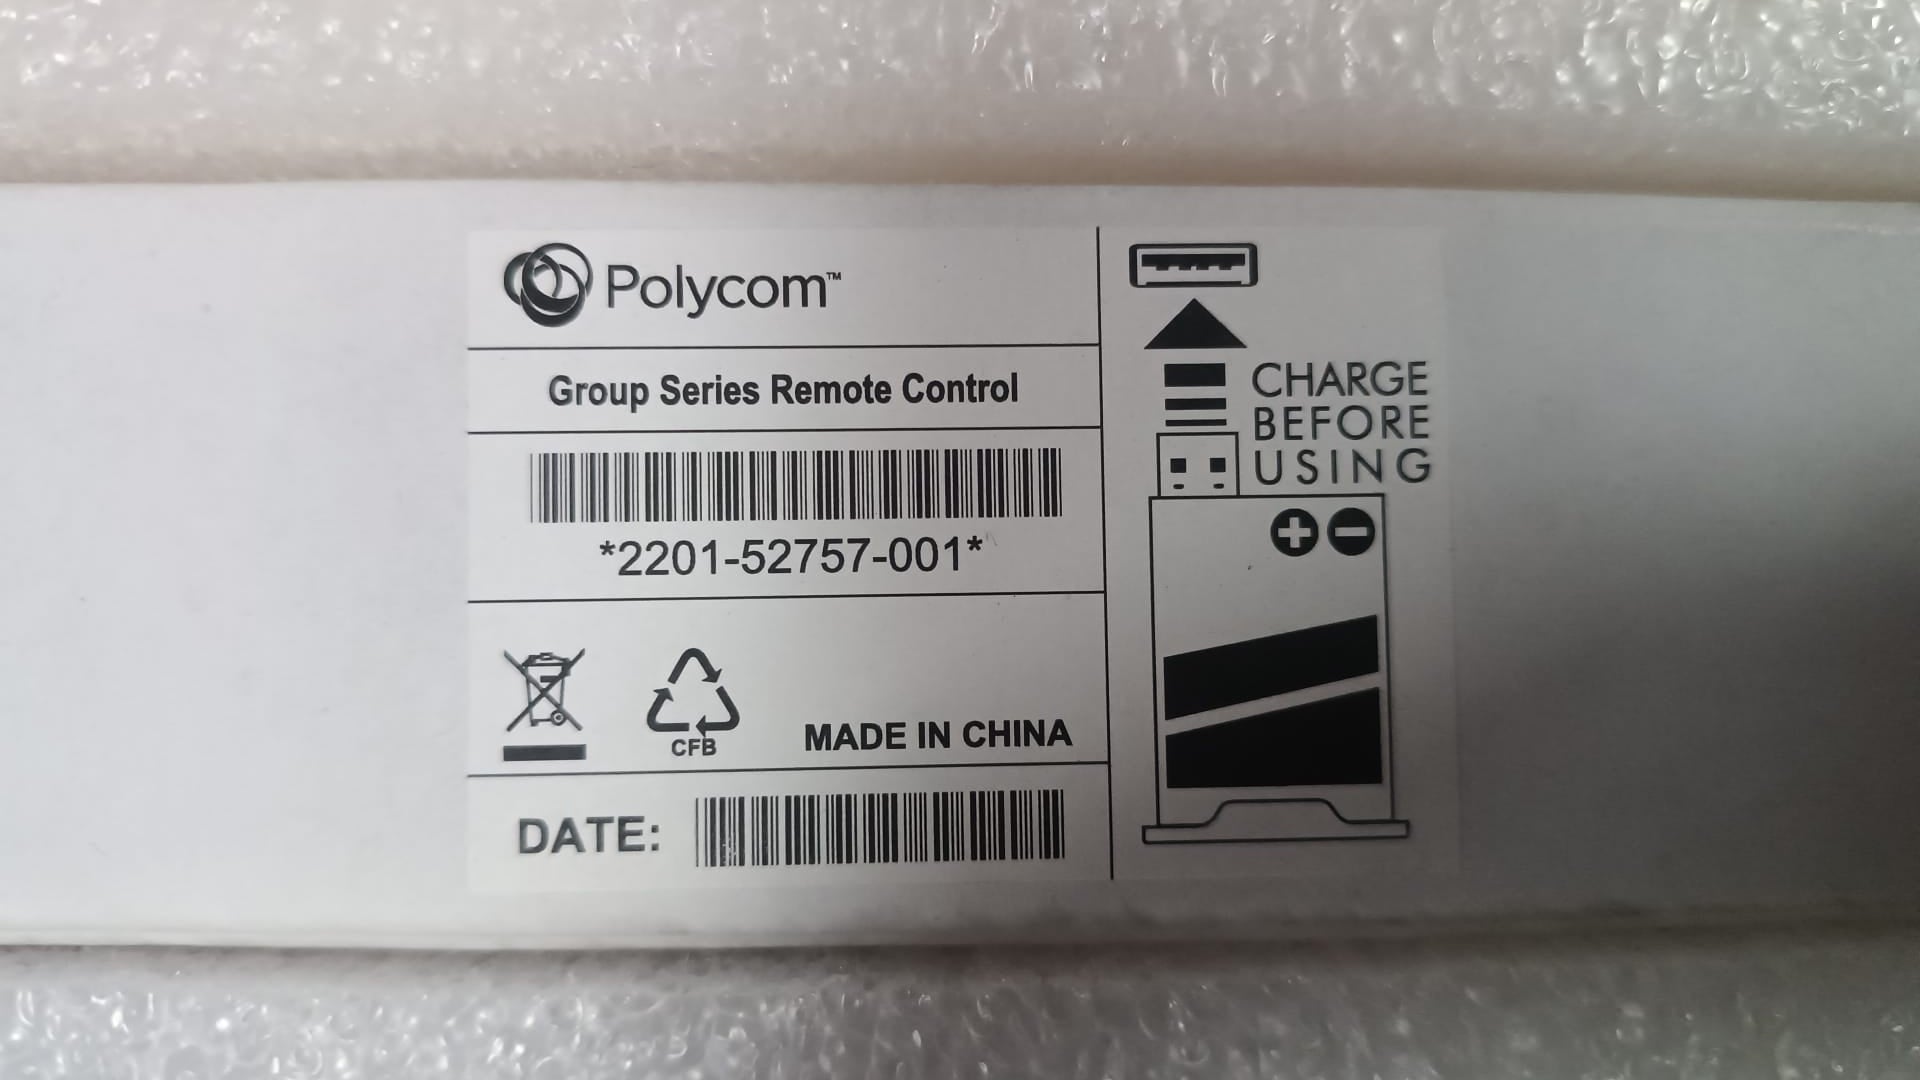 Polycom™
Group Series Remote Control
*2201-52757-001*
CFB
MADE IN CHINA
DATE:
CHARGE
BEFORE
USING